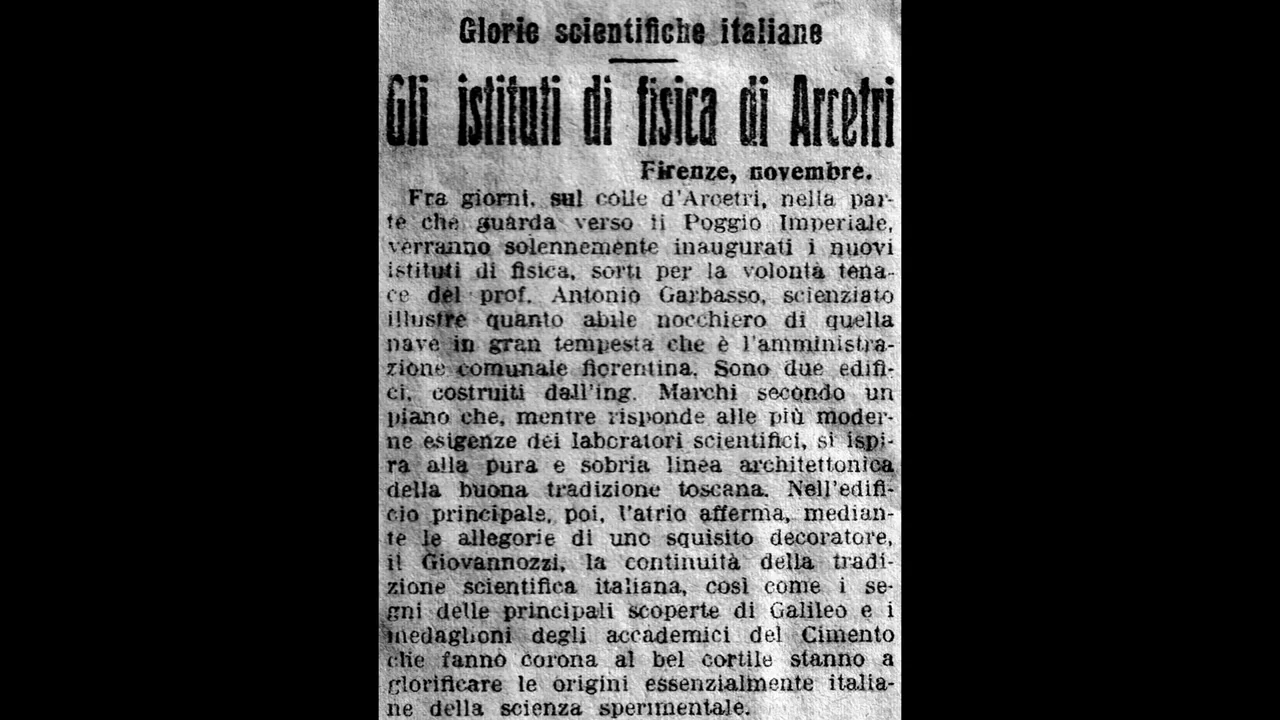 Glorie scientifiche italiane
Gli istituti di fisica di Arcetri
Firenze, novembre.
Fra giorni, sul colle d'Arcetri, nella par-
te che guarda verso il Poggio Imperiale,
verranno solennemente inaugurati i nuovi
istituti di fisica, sorti per la volontà tena-
ce del prof. Antonio Garbasso, scienziato
illustre quanto abile nocchiero di quella
nave in gran tempesta che è l'amministra-
zione comunale fiorentina. Sono due edifi-
ci, costruiti dall'ing. Marchi secondo un
piano che, mentre risponde alle più moder-
ne esigenze dei laboratori scientifici, si ispi-
ra alla pura e sobria linea architettonica
della buona tradizione toscana. Nell'edifi-
cio principale, poi, l'atrio afferma, median-
te le allegorie di uno squisito decoratore,
il Giovannozzi, la continuità della tradi-
zione scientifica italiana, così come i se-
gni delle principali scoperte di Galileo e i
medaglioni degli accademici del Cimento
che fanno corona al bel cortile stanno a
glorificare le origini essenzialmente italia-
ne della scienza sperimentale.